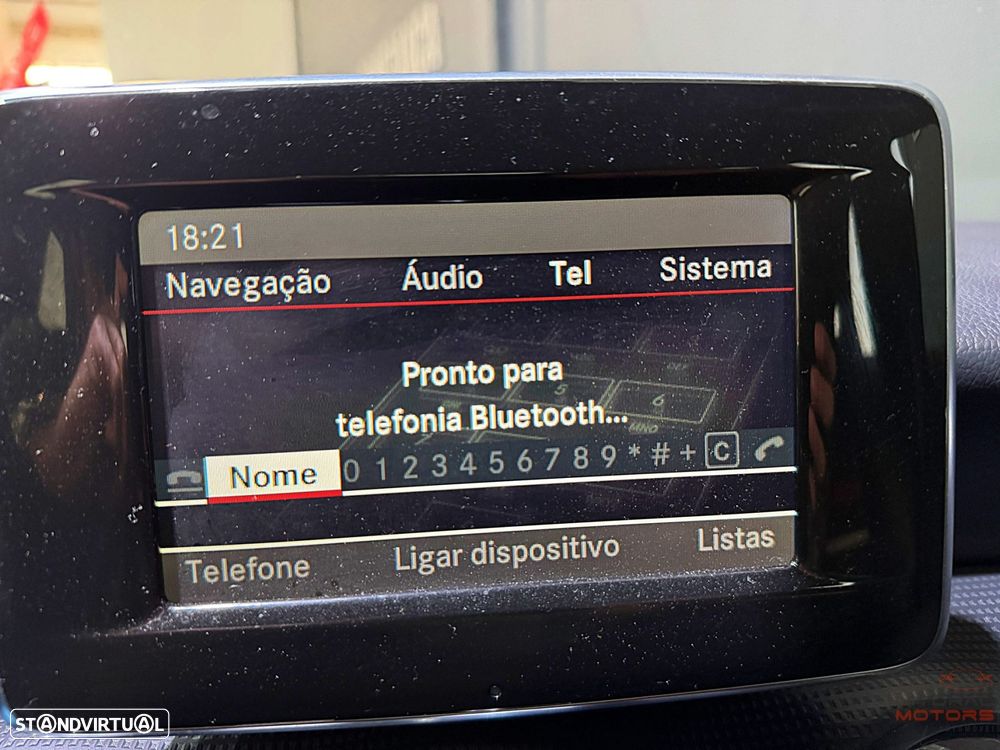 18:21
Navegação Áudio Tel Sistema
Pronto para
telefonia Bluetooth...
Nome 0 1 2 3 4 5 6 7 8 9 * # + C
Telefone Ligar dispositivo Listas
STANDVIRTUAL
MOTORS